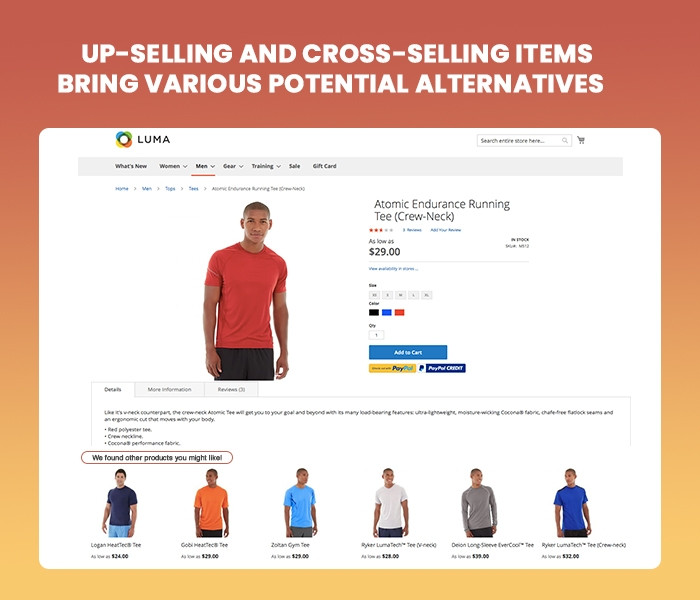 UP-SELLING AND CROSS-SELLING ITEMS
BRING VARIOUS POTENTIAL ALTERNATIVES
LUMA
Search entire store here...
What's New Women Men Gear Training Sale Gift Card
Home > Men > Tops > Tees > Atomic Endurance Running Tee (Crew-Neck)
Atomic Endurance Running
Tee (Crew-Neck)
3 Reviews Add Your Review
As low as
$29.00
IN STOCK
SKU#: MS12
View availability in stores ...
Size
XS S M L XL
Color
Qty
1
Add to Cart
PayPal
PayPal CREDIT
Details More Information Reviews (3)
Like it's v-neck counterpart, the crew-neck Atomic Tee will get you to your goal and beyond with its many load-bearing features: ultra-lightweight, moisture-wicking Cocona® fabric, chafe-free flatlock seams and
an ergonomic cut that moves with your body.
• Red polyester tee.
• Crew neckline.
• Cocona® performance fabric.
We found other products you might like!
Logan HeatTec® Tee
As low as $24.00
Gobi HeatTec® Tee
As low as $29.00
Zoltan Gym Tee
As low as $29.00
Ryker LumaTech™ Tee (V-neck)
As low as $28.00
Deion Long-Sleeve EverCool™ Tee
As low as $39.00
Ryker LumaTech™ Tee (Crew-neck)
As low as $32.00